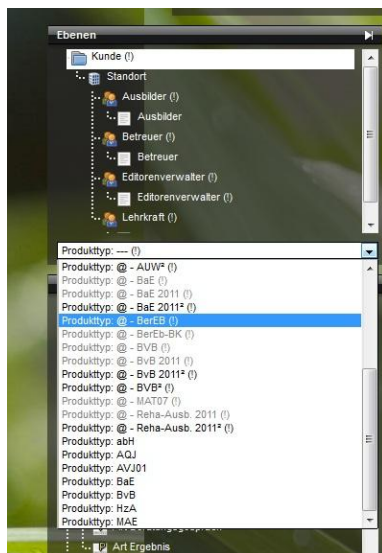 Ebenen
Kunde (!)
Standort
Ausbilder (!)
Ausbilder
Betreuer (!)
Betreuer
Editorenverwalter (!)
Editorenverwalter (!)
Lehrkraft (!)
Produkttyp: --- (!)
Produkttyp: @ - AUW² (!)
Produkttyp: @ - BaE (!)
Produkttyp: @ - BaE 2011 (!)
Produkttyp: @ - BaE 2011² (!)
Produkttyp: @ - BerEB (!)
Produkttyp: @ - BerEb-BK (!)
Produkttyp: @ - BVB (!)
Produkttyp: @ - BvB 2011 (!)
Produkttyp: @ - BvB 2011² (!)
Produkttyp: @ - BVB² (!)
Produkttyp: @ - MAT07 (!)
Produkttyp: @ - Reha-Ausb. 2011 (!)
Produkttyp: @ - Reha-Ausb. 2011² (!)
Produkttyp: abH
Produkttyp: AQJ
Produkttyp: AVJ01
Produkttyp: BaE
Produkttyp: BvB
Produkttyp: HzA
Produkttyp: MAE
Art Ergebnis